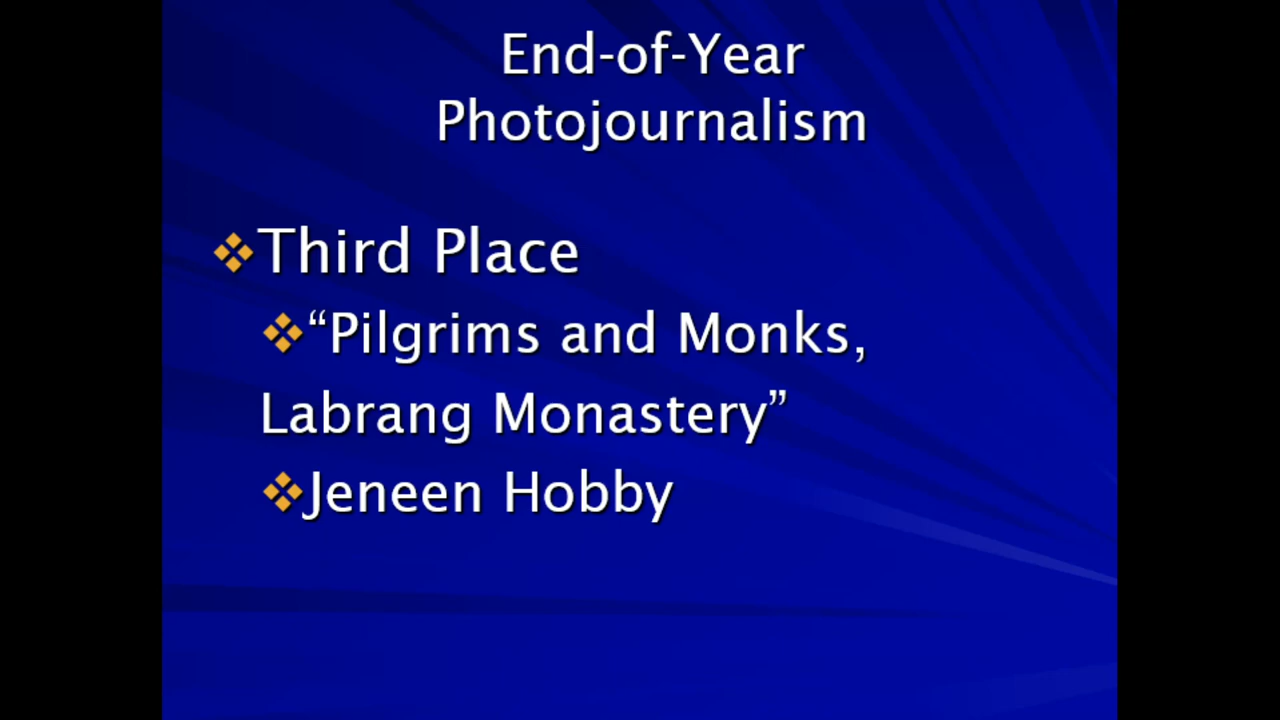 End-of-Year
Photojournalism
❖Third Place
❖“Pilgrims and Monks,
Labrang Monastery”
❖Jeneen Hobby